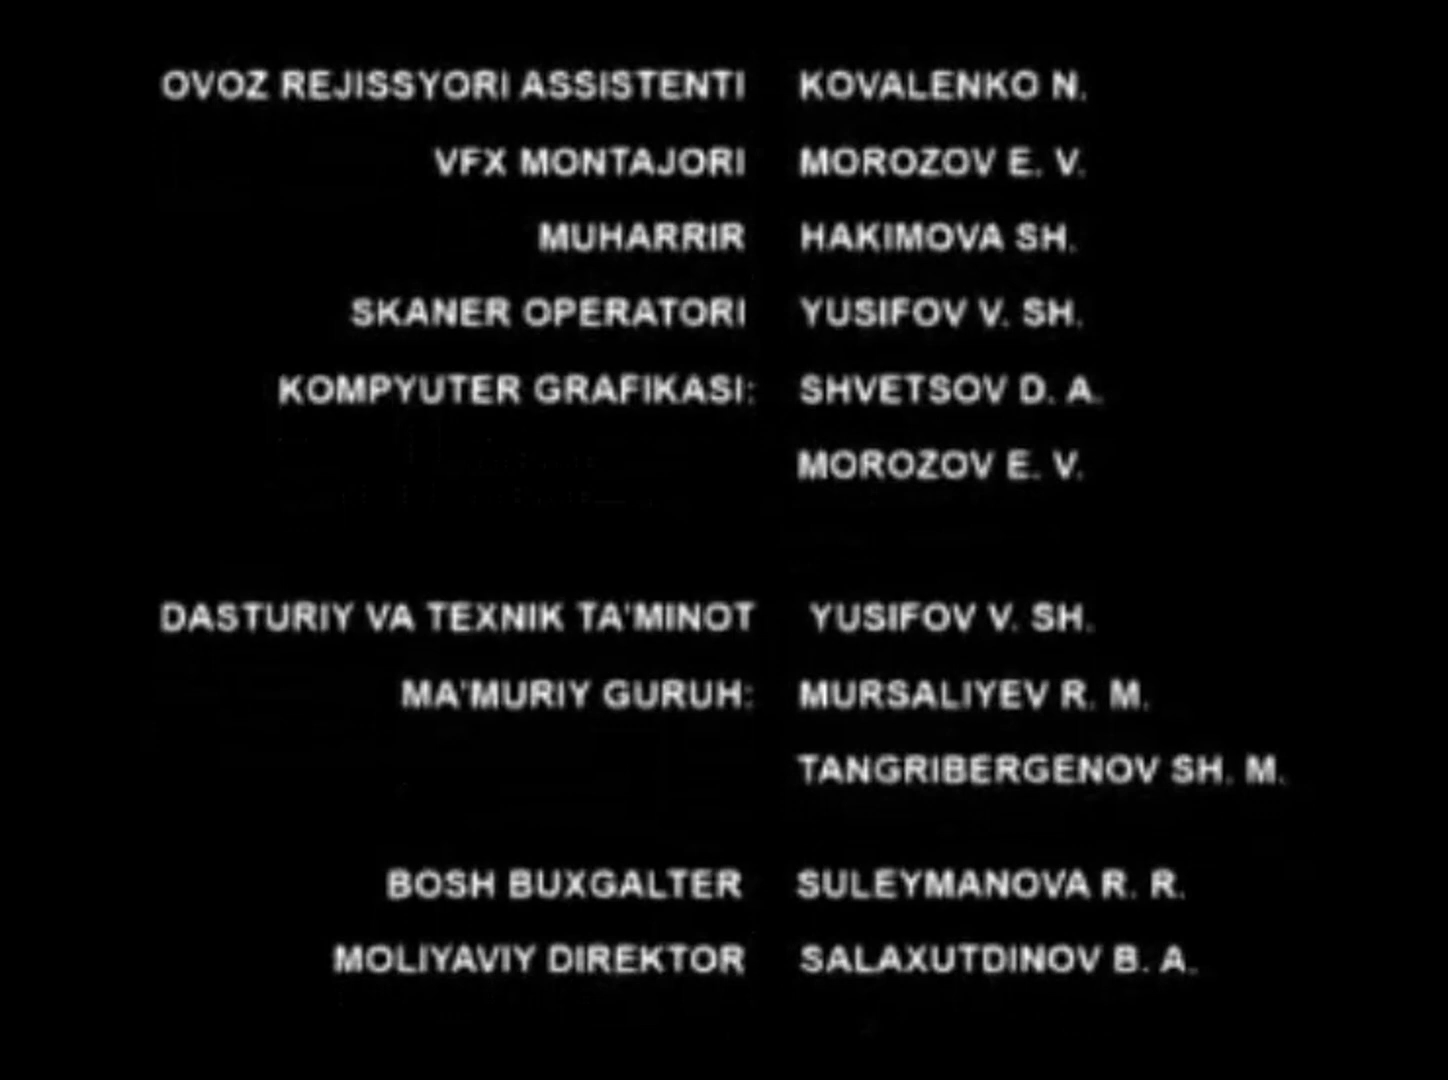 OVOZ REJISSYORI ASSISTENTI KOVALENKO N.
VFX MONTAJORI MOROZOV E. V.
MUHARRIR HAKIMOVA SH.
SKANER OPERATORI YUSIFOV V. SH.
KOMPYUTER GRAFIKASI: SHVETSOV D. A.
MOROZOV E. V.
DASTURIY VA TEXNIK TA'MINOT YUSIFOV V. SH.
MA'MURIY GURUH: MURSALIYEV R. M.
TANGRIBERGENOV SH. M.
BOSH BUXGALTER SULEYMANOVA R. R.
MOLIYAVIY DIREKTOR SALAXUTDINOV B. A.